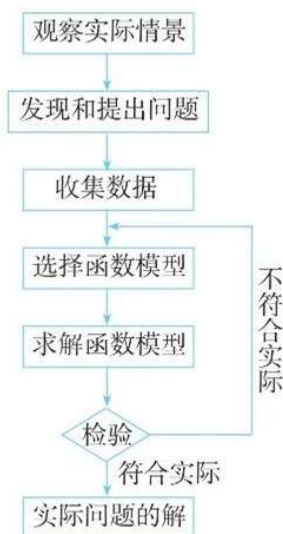 观察实际情景
发现和提出问题
收集数据
选择函数模型
求解函数模型
不符合实际
检验
符合实际
实际问题的解